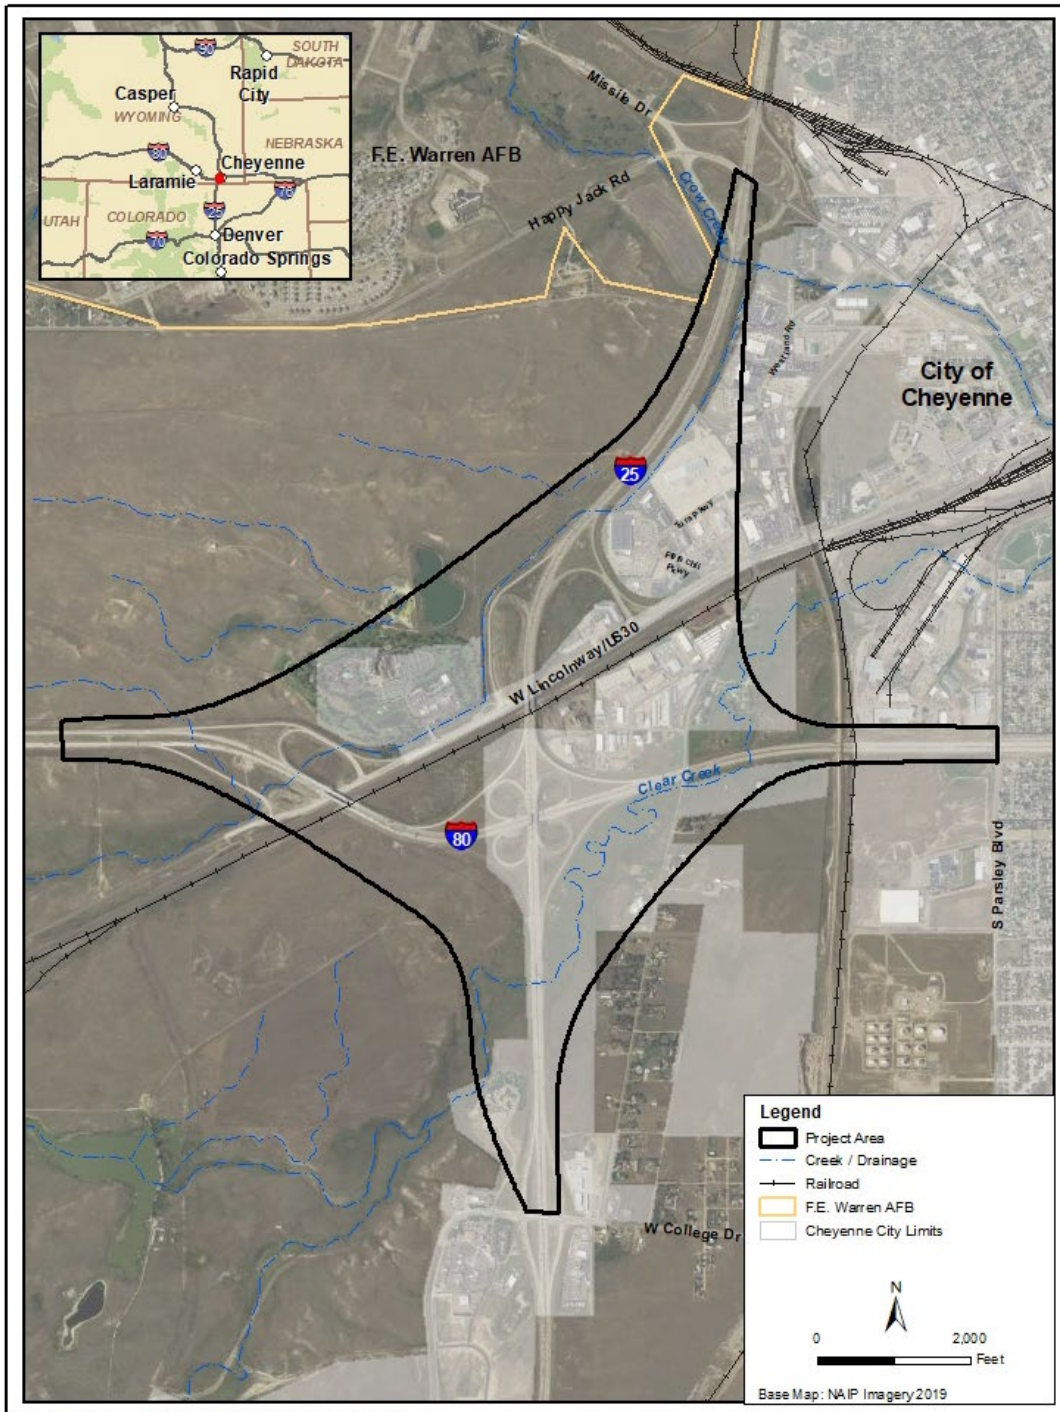 90
SOUTH
DAKOTA
Rapid
City
Casper
WYOMING
NEBRASKA
80
Cheyenne
Laramie
76
UTAH
COLORADO
25
70
Denver
Colorado Springs
Missile Dr
F.E. Warren AFB
Crow Creek
Happy Jack Rd
Westland Rd
City of
Cheyenne
25
Pkwy
W Lincolnway/US30
Clear Creek
80
S Parsley Blvd
W College Dr
Legend
Project Area
Creek / Drainage
Railroad
F.E. Warren AFB
Cheyenne City Limits
N
0 2,000
Feet
Base Map: NAIP Imagery 2019